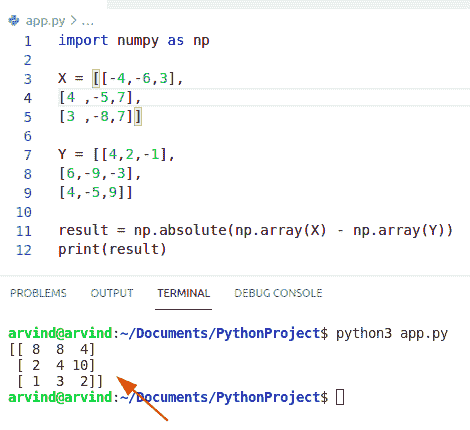 app.py > ...
1 import numpy as np
2
3 X = [[-4,-6,3],
4 [4 ,-5,7],
5 [3 ,-8,7]]
6
7 Y = [[4,2,-1],
8 [6,-9,-3],
9 [4,-5,9]]
10
11 result = np.absolute(np.array(X) - np.array(Y))
12 print(result)
PROBLEMS OUTPUT TERMINAL DEBUG CONSOLE
arvind@arvind:~/Documents/PythonProject$ python3 app.py
[[ 8  8  4]
 [ 2  4 10]
 [ 1  3  2]]
arvind@arvind:~/Documents/PythonProject$